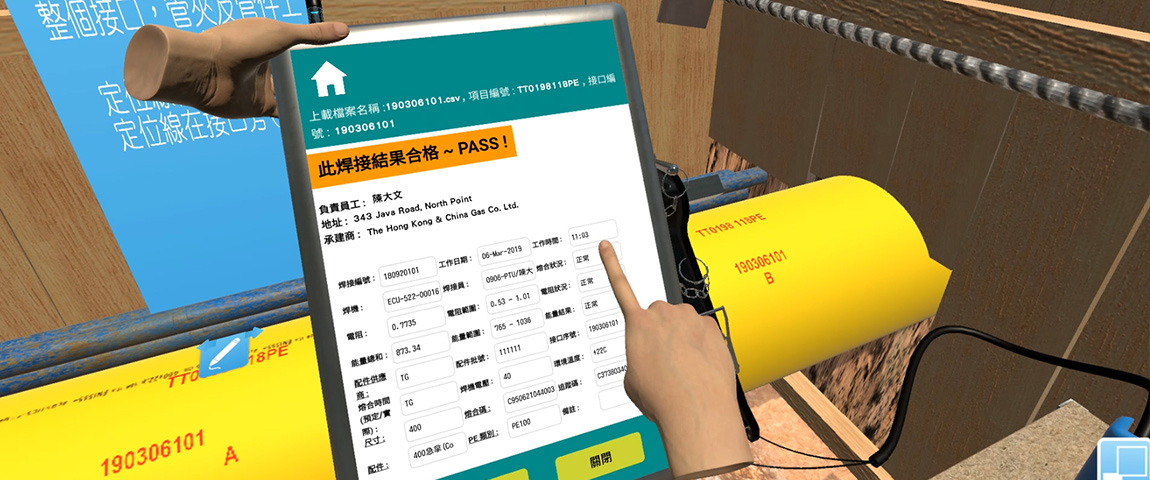 整個接口，管夾及管件上
定位線在接口旁
上載檔案名稱 :190306101.csv , 項目編號 : TT0198118PE , 接口編
號 : 190306101
此焊接結果合格 ~ PASS !
負責員工 : 陳大文
地址 : 343 Java Road, North Point
承建商 : The Hong Kong & China Gas Co. Ltd.
焊接編號 : 180920101 工作日期 : 06-Mar-2019 工作時間 : 11:03
焊機 : ECU-522-00016 焊接員 : 0906-PTU/陳大 熔合狀況 : 正常
電阻 : 0.7735 電阻範圍 : 0.53 - 1.01 電阻狀況 : 正常
能量總和 : 873.34 能量範圍 : 765 - 1036 能量結果 : 正常
配件供應商 : TG 配件批號 : 111111 接口序號 : 190306101
熔合時間(預定/實際) : TG 焊機電壓 : 40 環境溫度 : +22C
尺寸 : 400 熔合碼 : C950621044003 追蹤碼 : C37380340
配件 : 400急彎 (Co PE 類別 : PE100 備註 :
關閉
TT0198 118PE
190306101
B
TT0 18PE
190306101
A